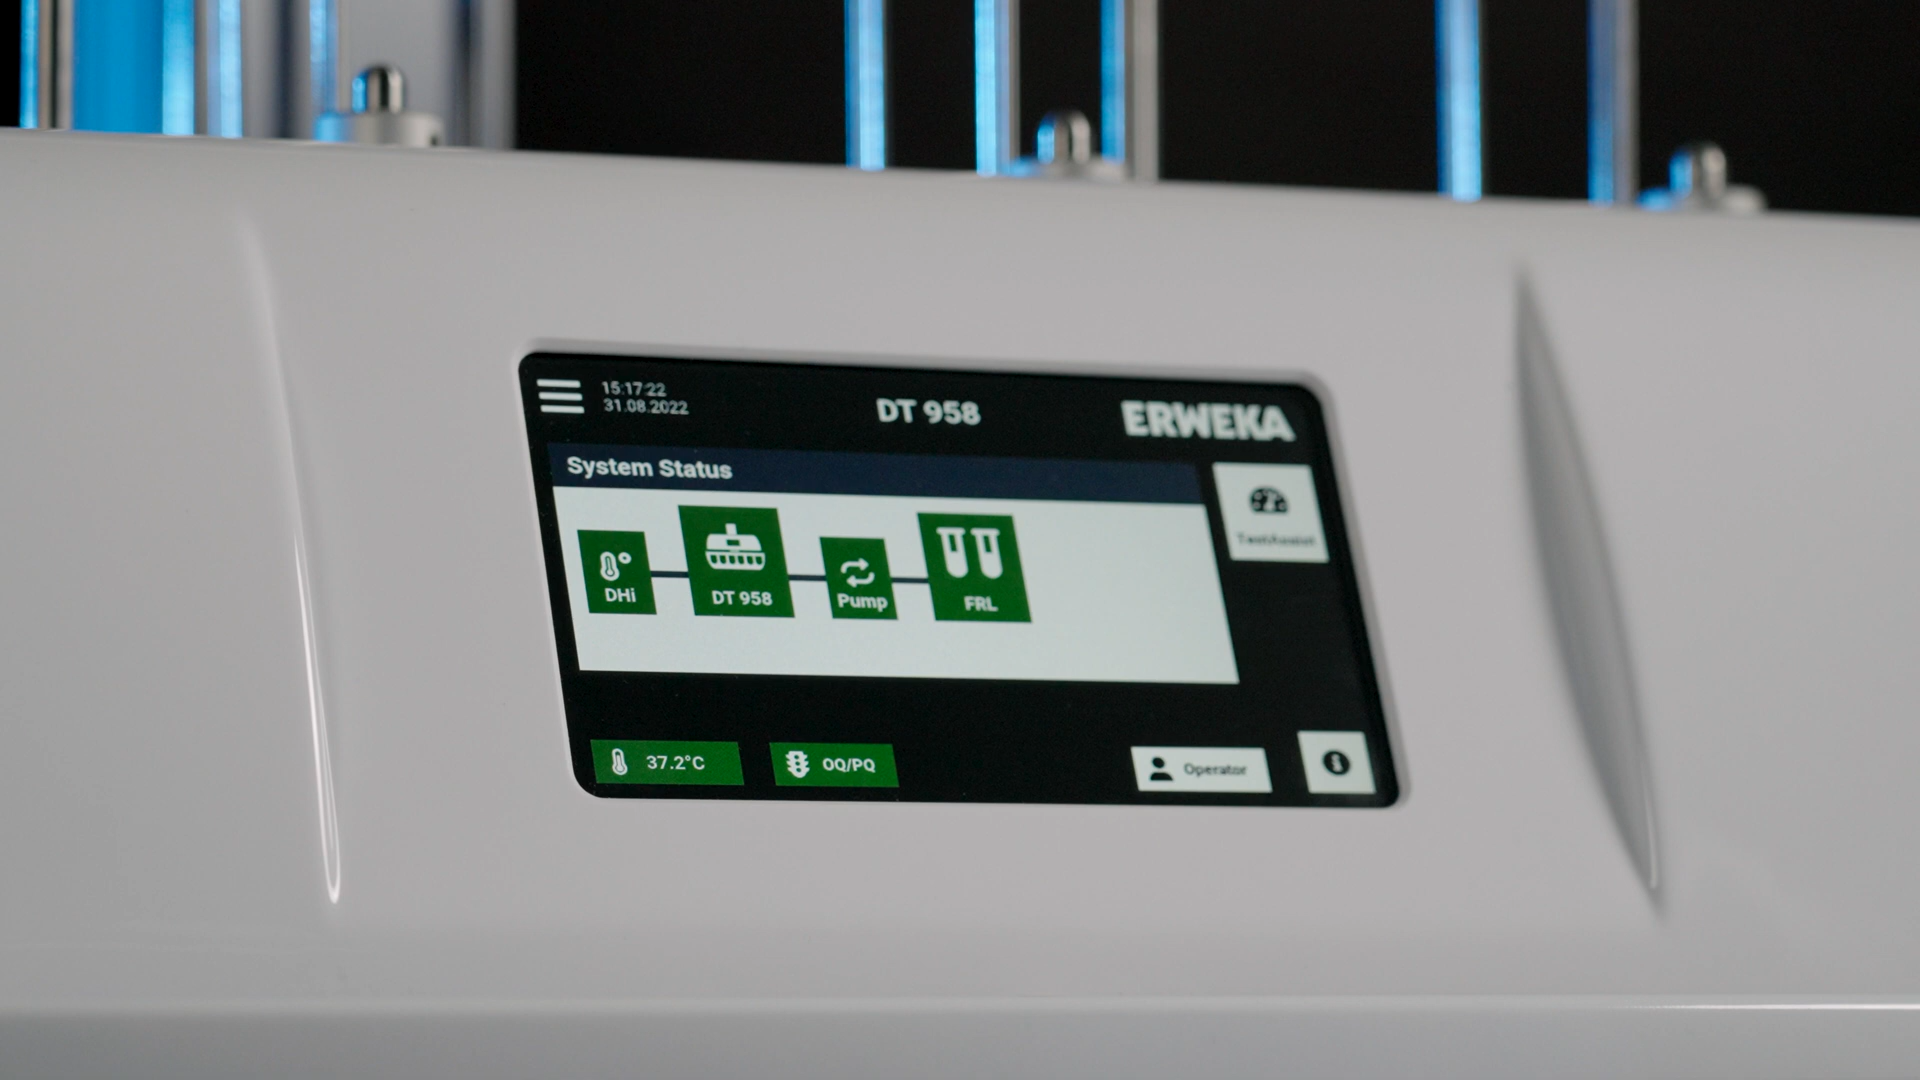 15:17:22
31.08.2022
DT 958
ERWEKA
System Status
TestAssist
DHi
DT 958
Pump
FRL
37.2°C
OQ/PQ
Operator